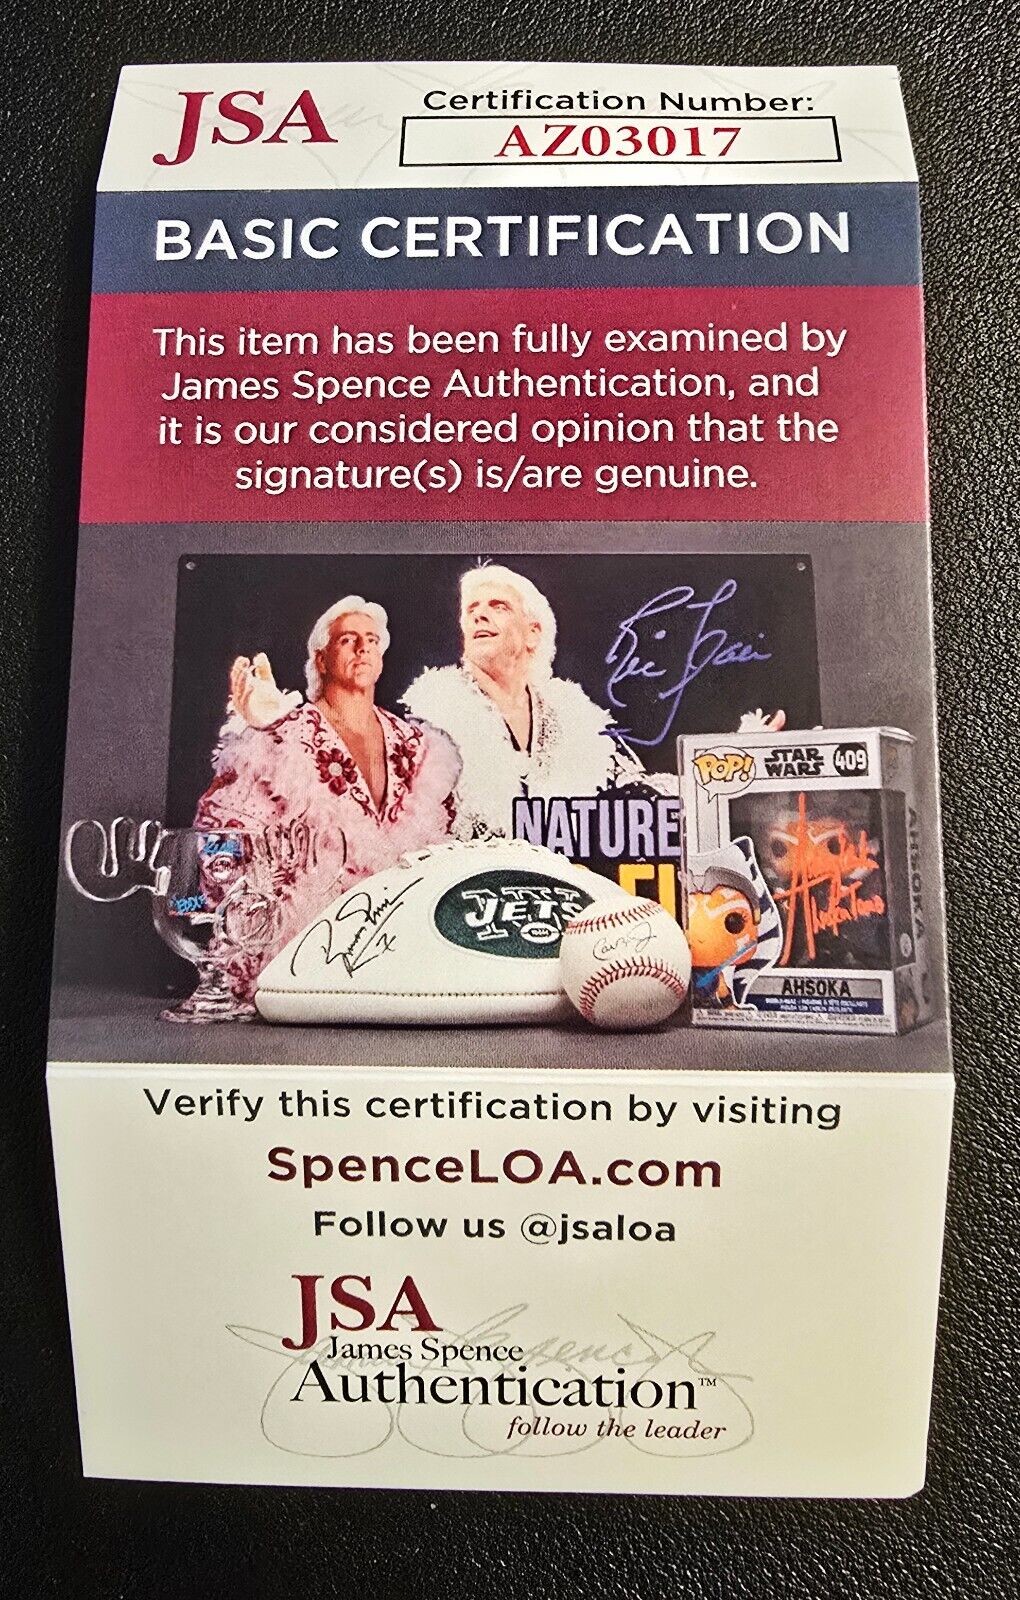 JSA
Certification Number:
AZ03017
BASIC CERTIFICATION
This item has been fully examined by
James Spence Authentication, and
it is our considered opinion that the
signature(s) is/are genuine.
NATURE
JETS
POP!
STAR
WARS
409
AHSOKA
AHSOKA
Verify this certification by visiting
SpenceLOA.com
Follow us @jsaloa
JSA
James Spence
Authentication™
follow the leader